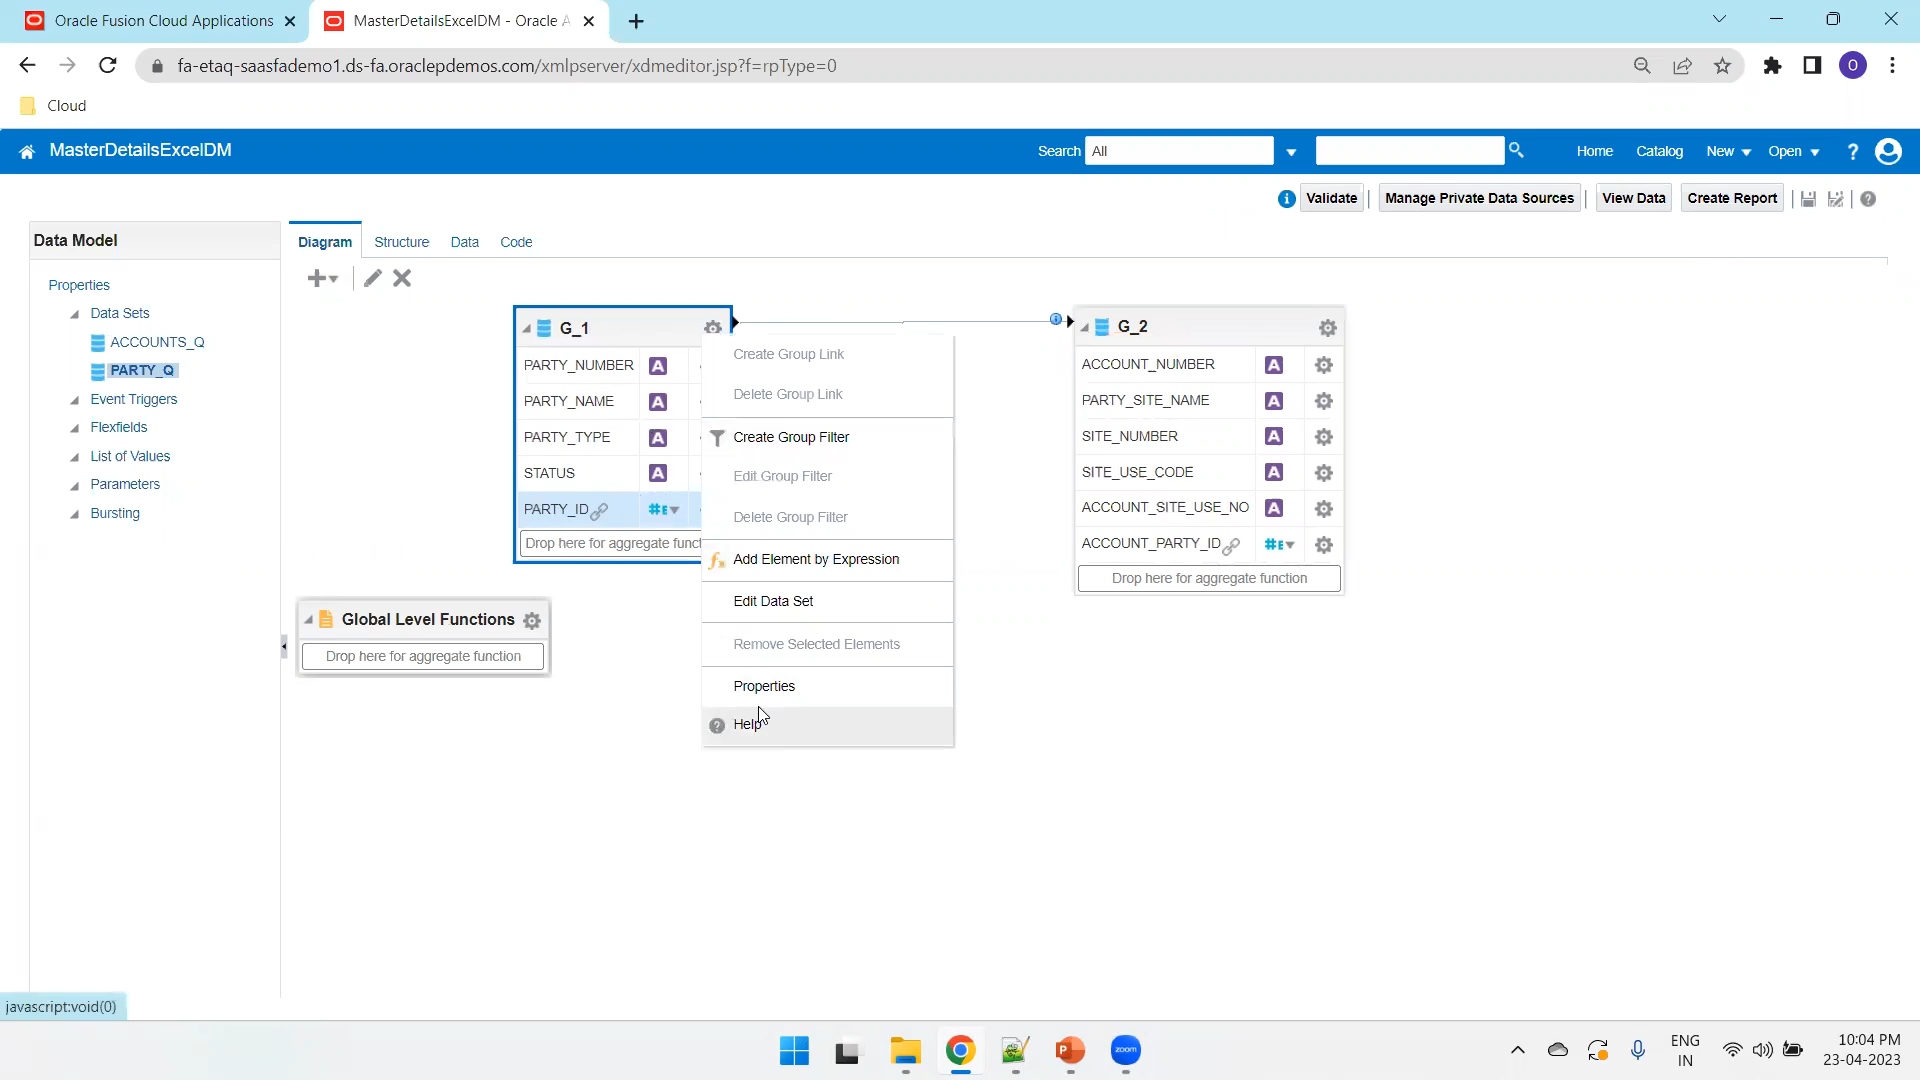 Oracle Fusion Cloud Applications
MasterDetailsExcelDM - Oracle A
fa-etaq-saasfademo1.ds-fa.oraclepdemos.com/xmlpserver/xdmeditor.jsp?f=rpType=0
O
Cloud
MasterDetailsExcelDM
Search All
Home Catalog New Open ?
Validate Manage Private Data Sources View Data Create Report
Data Model
Properties
Data Sets
ACCOUNTS_Q
PARTY_Q
Event Triggers
Flexfields
List of Values
Parameters
Bursting
Diagram Structure Data Code
G_1
PARTY_NUMBER A
PARTY_NAME A
PARTY_TYPE A
STATUS A
PARTY_ID #E
Drop here for aggregate funct
Create Group Link
Delete Group Link
Create Group Filter
Edit Group Filter
Delete Group Filter
Add Element by Expression
Edit Data Set
Remove Selected Elements
Properties
Help
G_2
ACCOUNT_NUMBER A
PARTY_SITE_NAME A
SITE_NUMBER A
SITE_USE_CODE A
ACCOUNT_SITE_USE_NO A
ACCOUNT_PARTY_ID #E
Drop here for aggregate function
Global Level Functions
Drop here for aggregate function
javascript:void(0)
zoom
ENG
IN
10:04 PM
23-04-2023